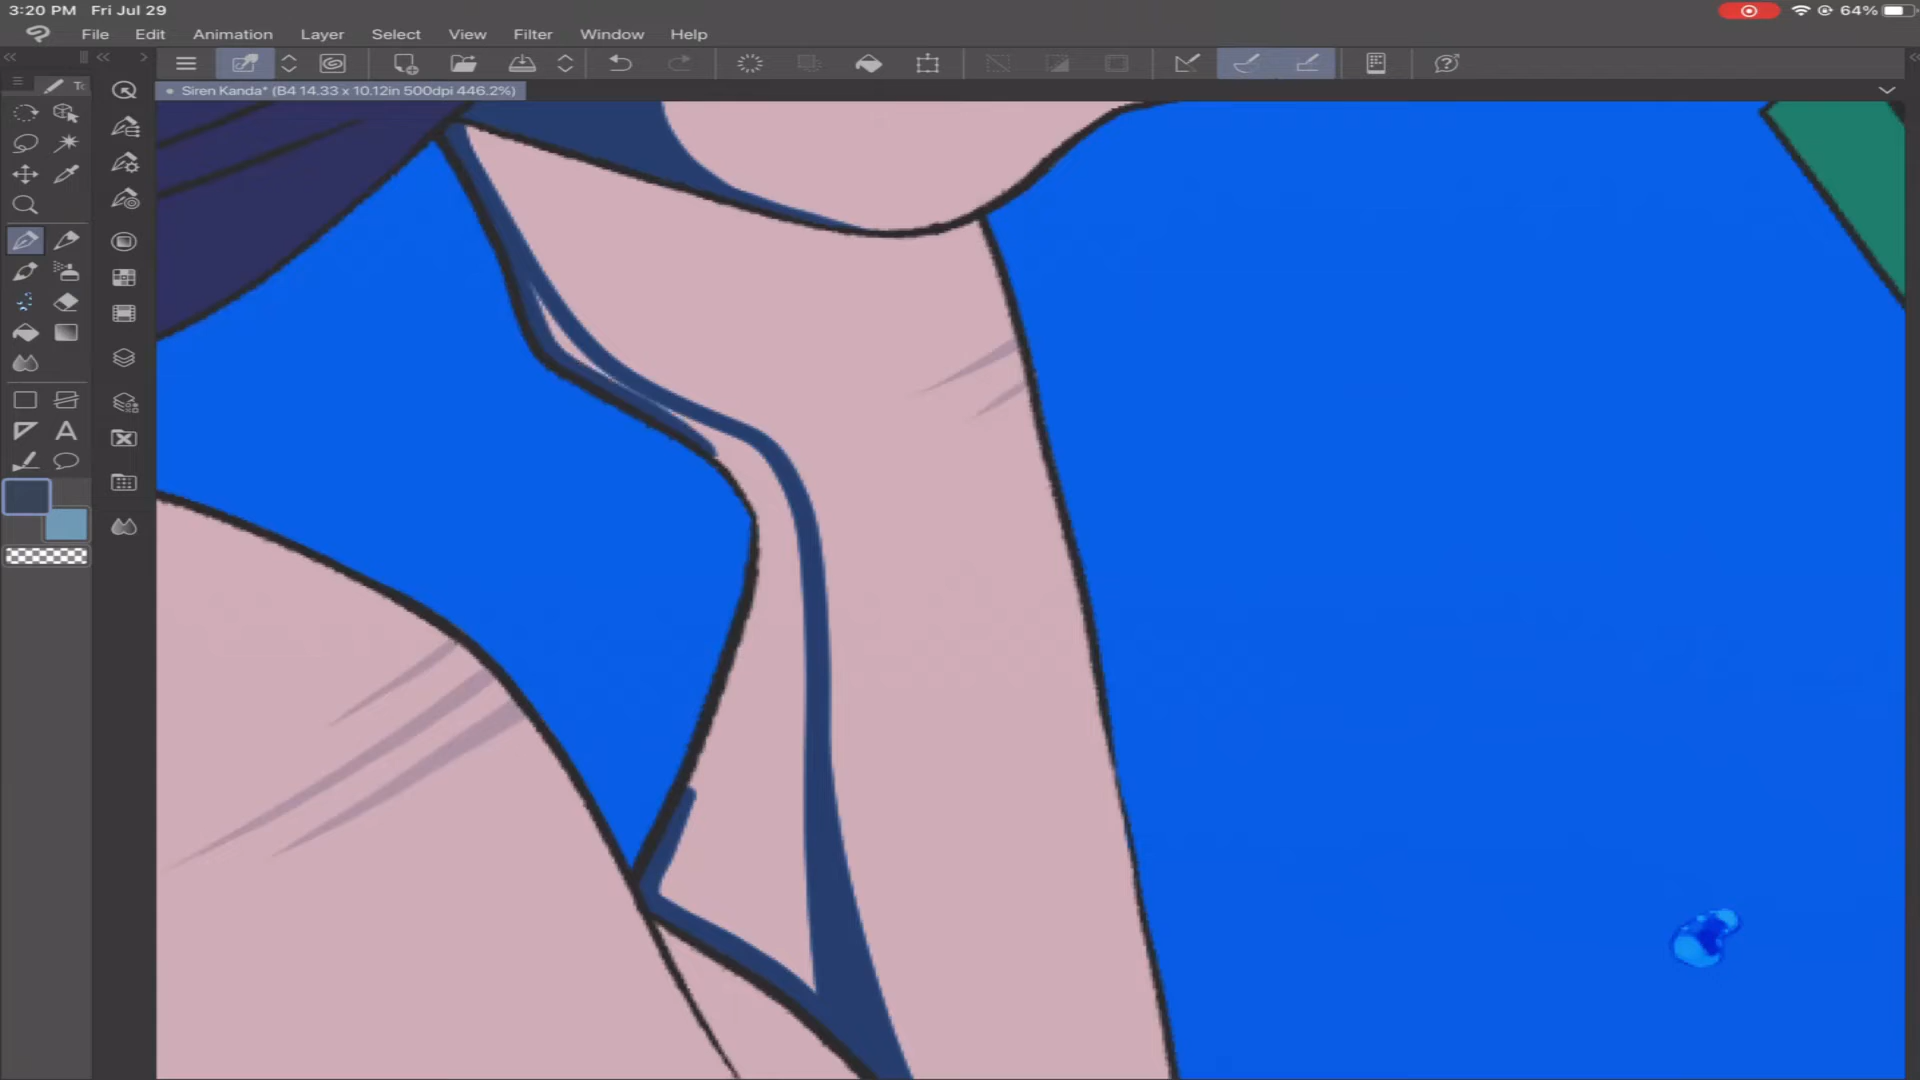 3:20 PM Fri Jul 29
64%
File Edit Animation Layer Select View Filter Window Help
Siren Kanda* (B4 14.33 x 10.12in 500dpi 446.2%)